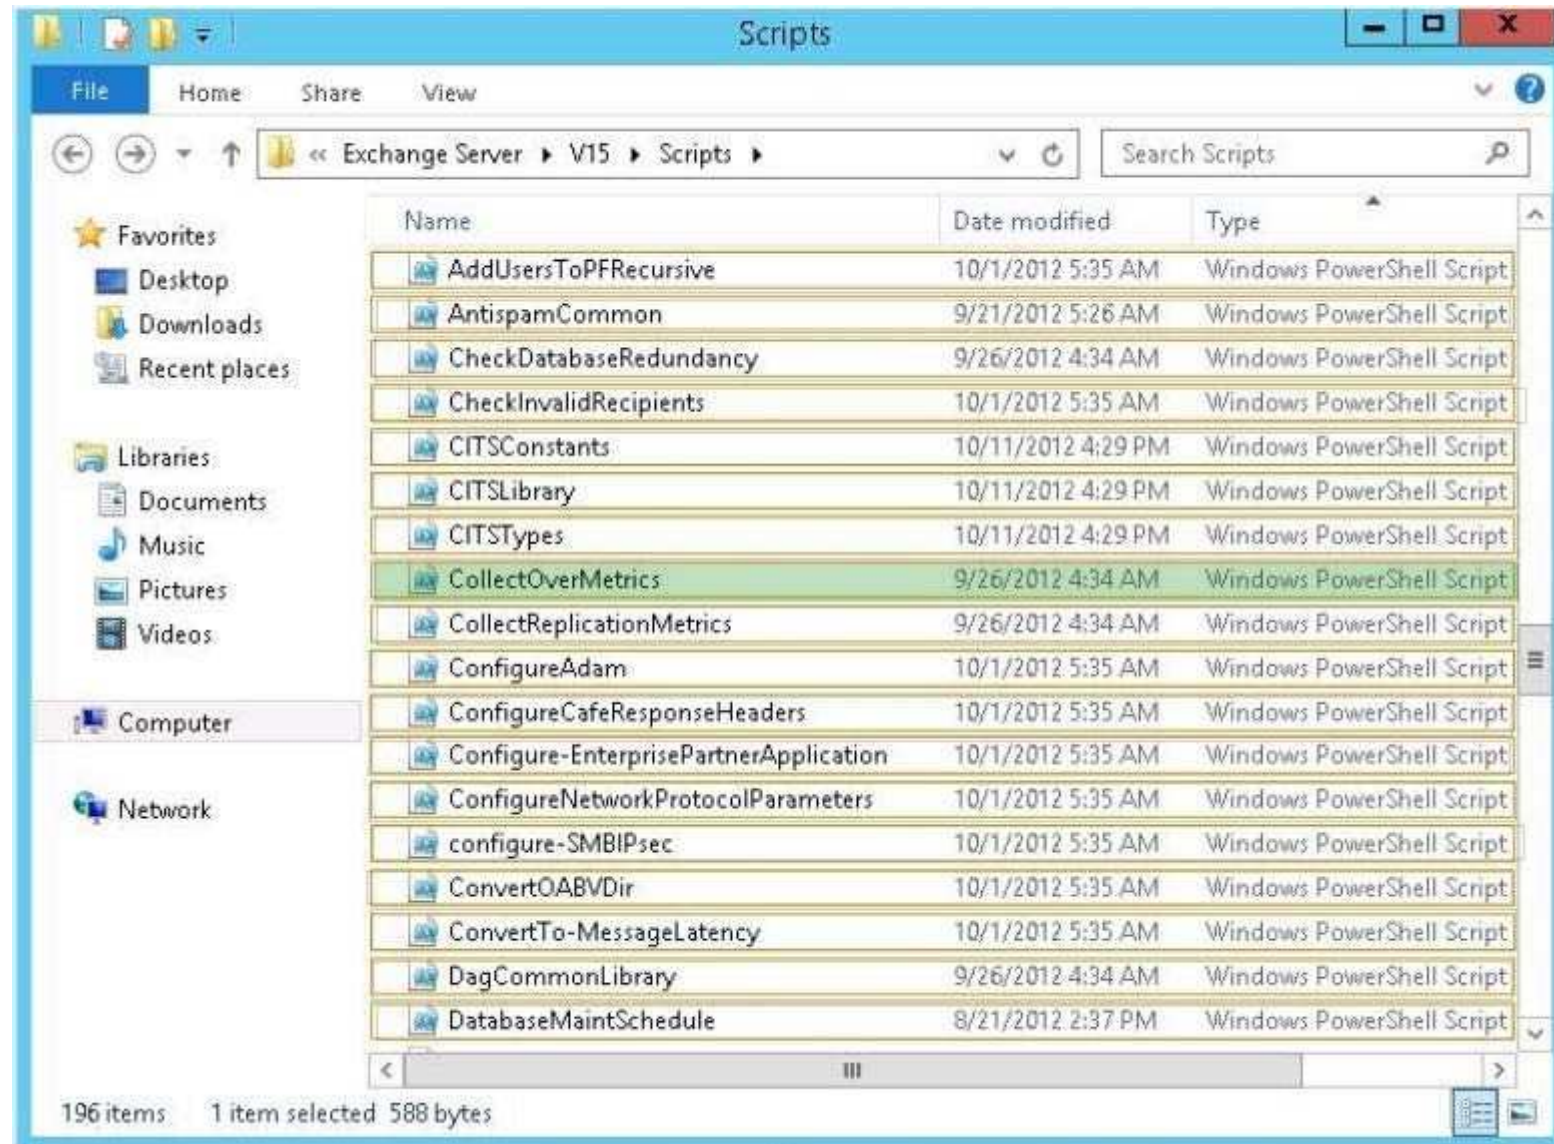 Scripts
File Home Share View
« Exchange Server V15 Scripts Search Scripts
Name Date modified Type
Favorites
Desktop
Downloads
Recent places
Libraries
Documents
Music
Pictures
Videos
Computer
Network
AddUsersToPFRecursive 10/1/2012 5:35 AM Windows PowerShell Script
AntispamCommon 9/21/2012 5:26 AM Windows PowerShell Script
CheckDatabaseRedundancy 9/26/2012 4:34 AM Windows PowerShell Script
CheckInvalidRecipients 10/1/2012 5:35 AM Windows PowerShell Script
CITSConstants 10/11/2012 4:29 PM Windows PowerShell Script
CITSLibrary 10/11/2012 4:29 PM Windows PowerShell Script
CITSTypes 10/11/2012 4:29 PM Windows PowerShell Script
CollectOverMetrics 9/26/2012 4:34 AM Windows PowerShell Script
CollectReplicationMetrics 9/26/2012 4:34 AM Windows PowerShell Script
ConfigureAdam 10/1/2012 5:35 AM Windows PowerShell Script
ConfigureCafeResponseHeaders 10/1/2012 5:35 AM Windows PowerShell Script
Configure-EnterprisePartnerApplication 10/1/2012 5:35 AM Windows PowerShell Script
ConfigureNetworkProtocolParameters 10/1/2012 5:35 AM Windows PowerShell Script
configure-SMBIPsec 10/1/2012 5:35 AM Windows PowerShell Script
ConvertOABVDir 10/1/2012 5:35 AM Windows PowerShell Script
ConvertTo-MessageLatency 10/1/2012 5:35 AM Windows PowerShell Script
DagCommonLibrary 9/26/2012 4:34 AM Windows PowerShell Script
DatabaseMaintSchedule 8/21/2012 2:37 PM Windows PowerShell Script
196 items 1 item selected 588 bytes